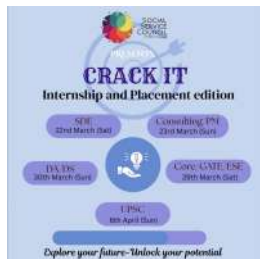 SOCIAL
SERVICE
COUNCIL
PRESENTS
CRACK IT
Internship and Placement edition
SDE
22nd March (Sat)
Consulting/PM
23rd March (Sun)
DA/DS
30th March (Sun)
Core/GATE/ESE
29th March (Sat)
UPSC
6th April (Sun)
Explore your future-Unlock your potential